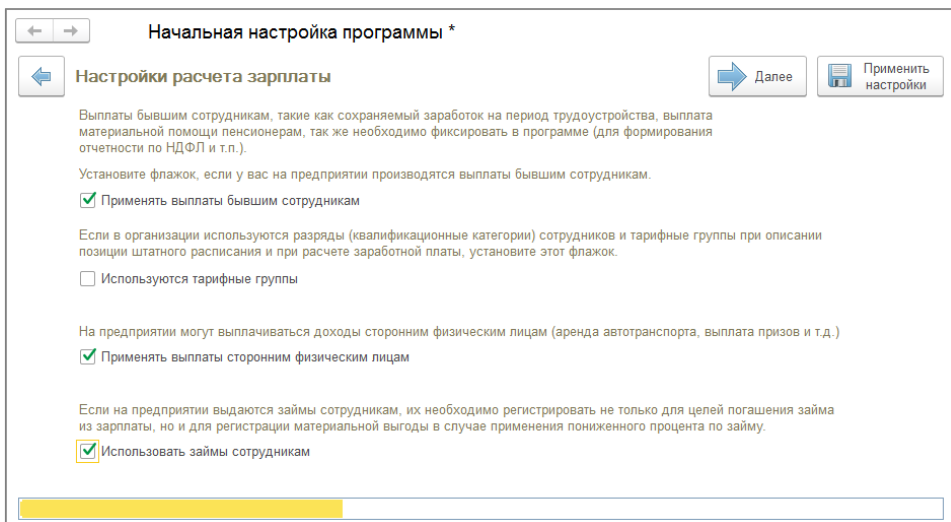 Начальная настройка программы *
Настройки расчета зарплаты
Далее
Применить
настройки
Выплаты бывшим сотрудникам, такие как сохраняемый заработок на период трудоустройства, выплата
материальной помощи пенсионерам, так же необходимо фиксировать в программе (для формирования
отчетности по НДФЛ и т.п.).
Установите флажок, если у вас на предприятии производятся выплаты бывшим сотрудникам.
Применять выплаты бывшим сотрудникам
Если в организации используются разряды (квалификационные категории) сотрудников и тарифные группы при описании
позиции штатного расписания и при расчете заработной платы, установите этот флажок.
Используются тарифные группы
На предприятии могут выплачиваться доходы сторонним физическим лицам (аренда автотранспорта, выплата призов и т.д.)
Применять выплаты сторонним физическим лицам
Если на предприятии выдаются займы сотрудникам, их необходимо регистрировать не только для целей погашения займа
из зарплаты, но и для регистрации материальной выгоды в случае применения пониженного процента по займу.
Использовать займы сотрудникам